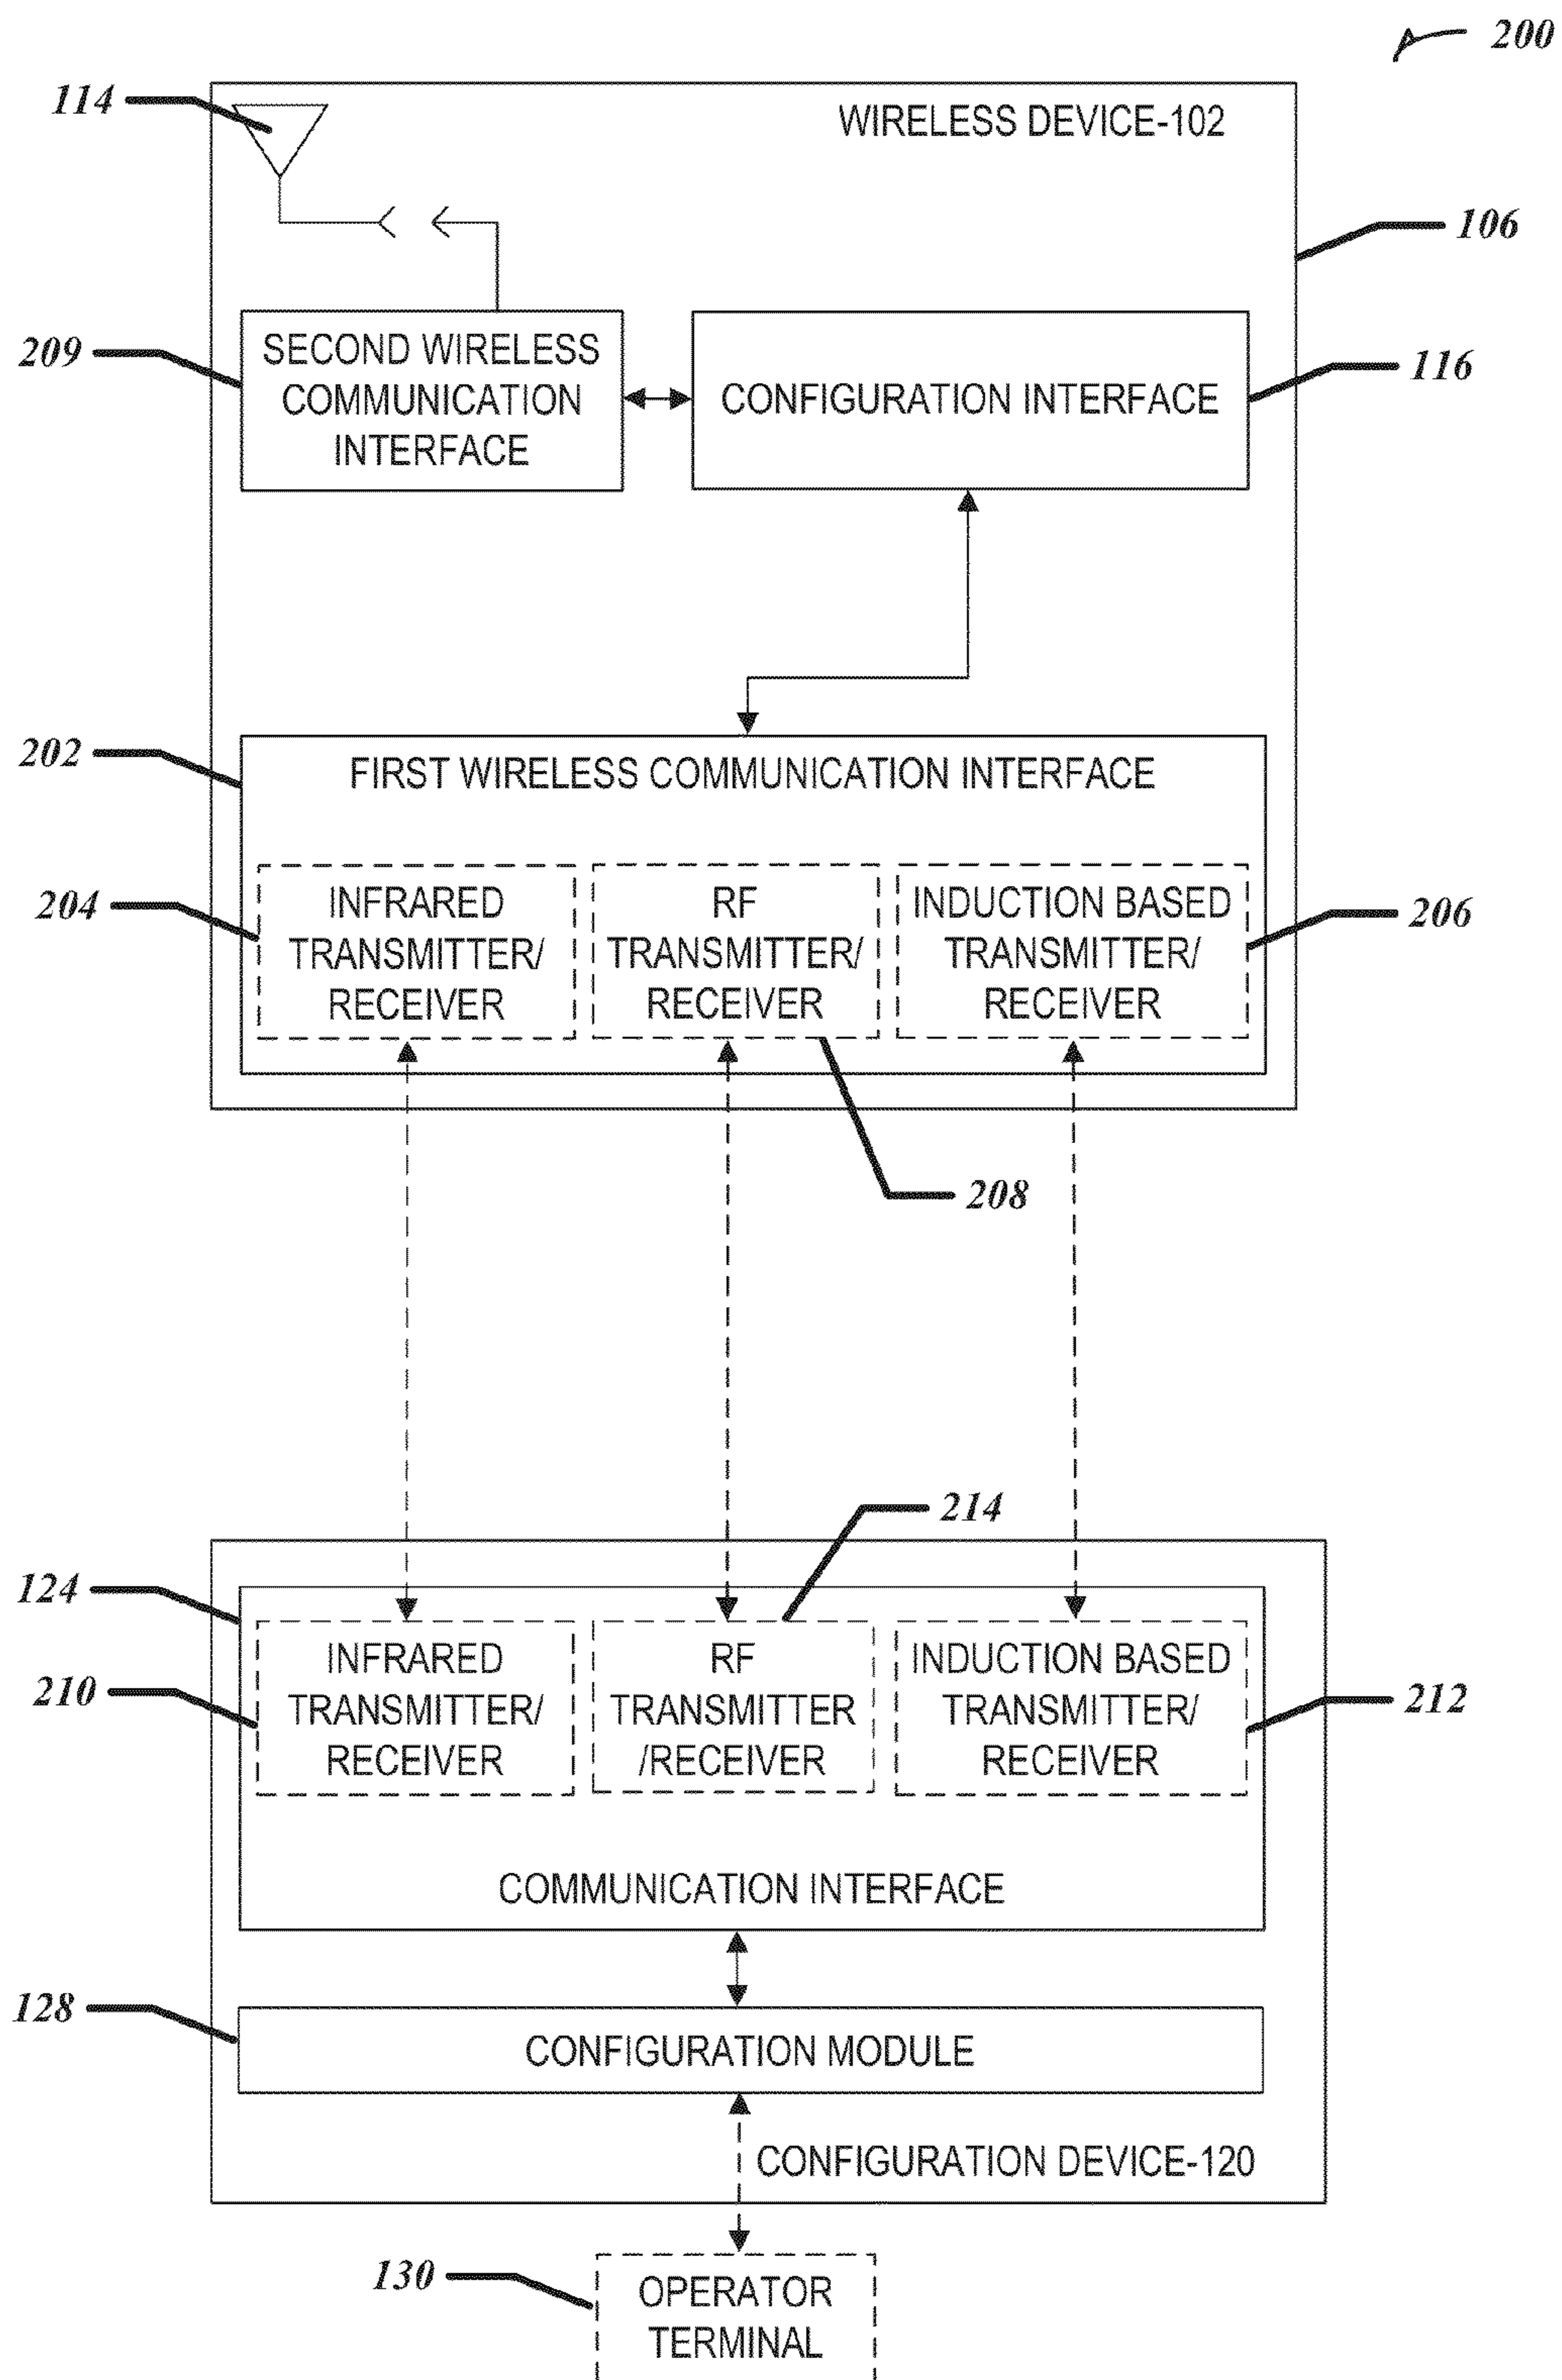 200
114
WIRELESS DEVICE-102
106
209
SECOND WIRELESS
COMMUNICATION
INTERFACE
CONFIGURATION INTERFACE
116
202
FIRST WIRELESS COMMUNICATION INTERFACE
204
INFRARED
TRANSMITTER/
RECEIVER
RF
TRANSMITTER/
RECEIVER
INDUCTION BASED
TRANSMITTER/
RECEIVER
206
208
214
124
210
INFRARED
TRANSMITTER/
RECEIVER
RF
TRANSMITTER
/RECEIVER
INDUCTION BASED
TRANSMITTER/
RECEIVER
212
COMMUNICATION INTERFACE
128
CONFIGURATION MODULE
CONFIGURATION DEVICE-120
130
OPERATOR
TERMINAL